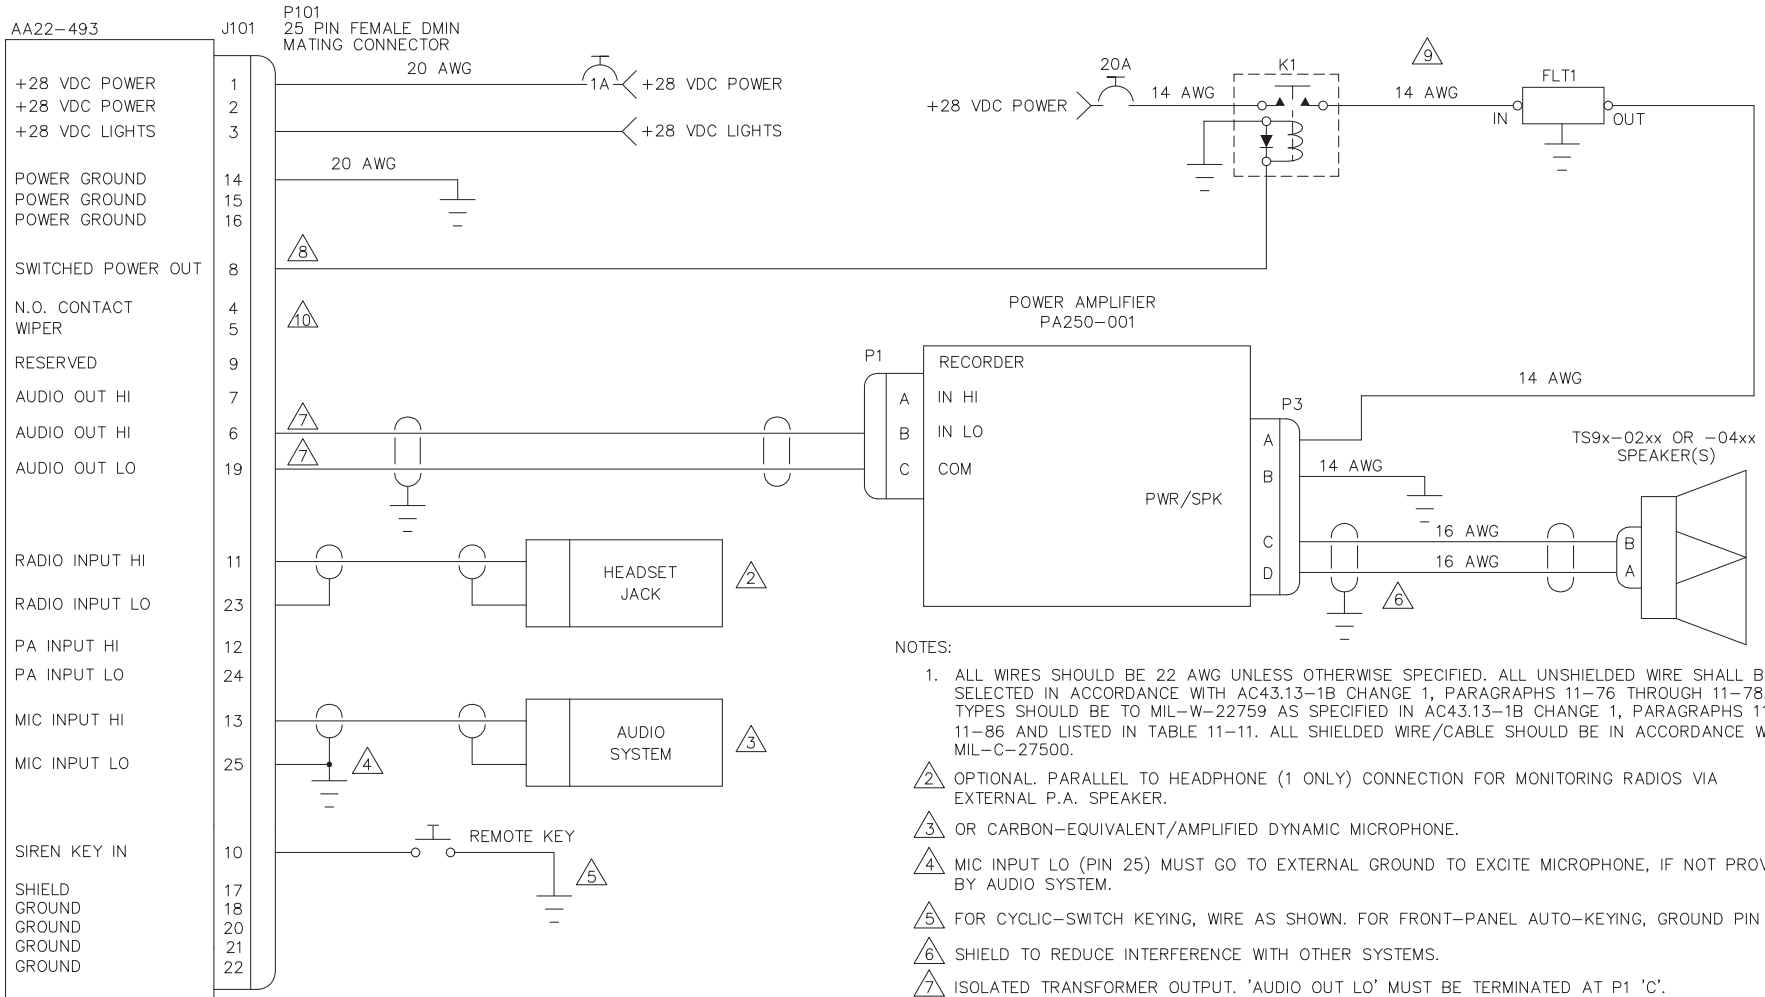 AA22-493
J101
P101
25 PIN FEMALE DMIN
MATING CONNECTOR
+28 VDC POWER 1
+28 VDC POWER 2
+28 VDC LIGHTS 3
POWER GROUND 14
POWER GROUND 15
POWER GROUND 16
SWITCHED POWER OUT 8
N.O. CONTACT 4
WIPER 5
RESERVED 9
AUDIO OUT HI 7
AUDIO OUT HI 6
AUDIO OUT LO 19
RADIO INPUT HI 11
RADIO INPUT LO 23
PA INPUT HI 12
PA INPUT LO 24
MIC INPUT HI 13
MIC INPUT LO 25
SIREN KEY IN 10
SHIELD 17
GROUND 18
GROUND 20
GROUND 21
GROUND 22
20 AWG
1A
+28 VDC POWER
+28 VDC LIGHTS
20 AWG
8
10
7
7
HEADSET
JACK
2
AUDIO
SYSTEM
3
4
REMOTE KEY
5
+28 VDC POWER
20A
14 AWG
K1
9
14 AWG
FLT1
IN
OUT
14 AWG
POWER AMPLIFIER
PA250-001
P1
RECORDER
A IN HI
B IN LO
C COM
PWR/SPK
P3
A
B
C
D
14 AWG
16 AWG
16 AWG
6
TS9x-02xx OR -04xx
SPEAKER(S)
B
A
NOTES:
1. ALL WIRES SHOULD BE 22 AWG UNLESS OTHERWISE SPECIFIED. ALL UNSHIELDED WIRE SHALL B
SELECTED IN ACCORDANCE WITH AC43.13-1B CHANGE 1, PARAGRAPHS 11-76 THROUGH 11-78.
TYPES SHOULD BE TO MIL-W-22759 AS SPECIFIED IN AC43.13-1B CHANGE 1, PARAGRAPHS 11
11-86 AND LISTED IN TABLE 11-11. ALL SHIELDED WIRE/CABLE SHOULD BE IN ACCORDANCE W
MIL-C-27500.
2 OPTIONAL. PARALLEL TO HEADPHONE (1 ONLY) CONNECTION FOR MONITORING RADIOS VIA
EXTERNAL P.A. SPEAKER.
3 OR CARBON-EQUIVALENT/AMPLIFIED DYNAMIC MICROPHONE.
4 MIC INPUT LO (PIN 25) MUST GO TO EXTERNAL GROUND TO EXCITE MICROPHONE, IF NOT PROV
BY AUDIO SYSTEM.
5 FOR CYCLIC-SWITCH KEYING, WIRE AS SHOWN. FOR FRONT-PANEL AUTO-KEYING, GROUND PIN
6 SHIELD TO REDUCE INTERFERENCE WITH OTHER SYSTEMS.
7 ISOLATED TRANSFORMER OUTPUT. 'AUDIO OUT LO' MUST BE TERMINATED AT P1 'C'.